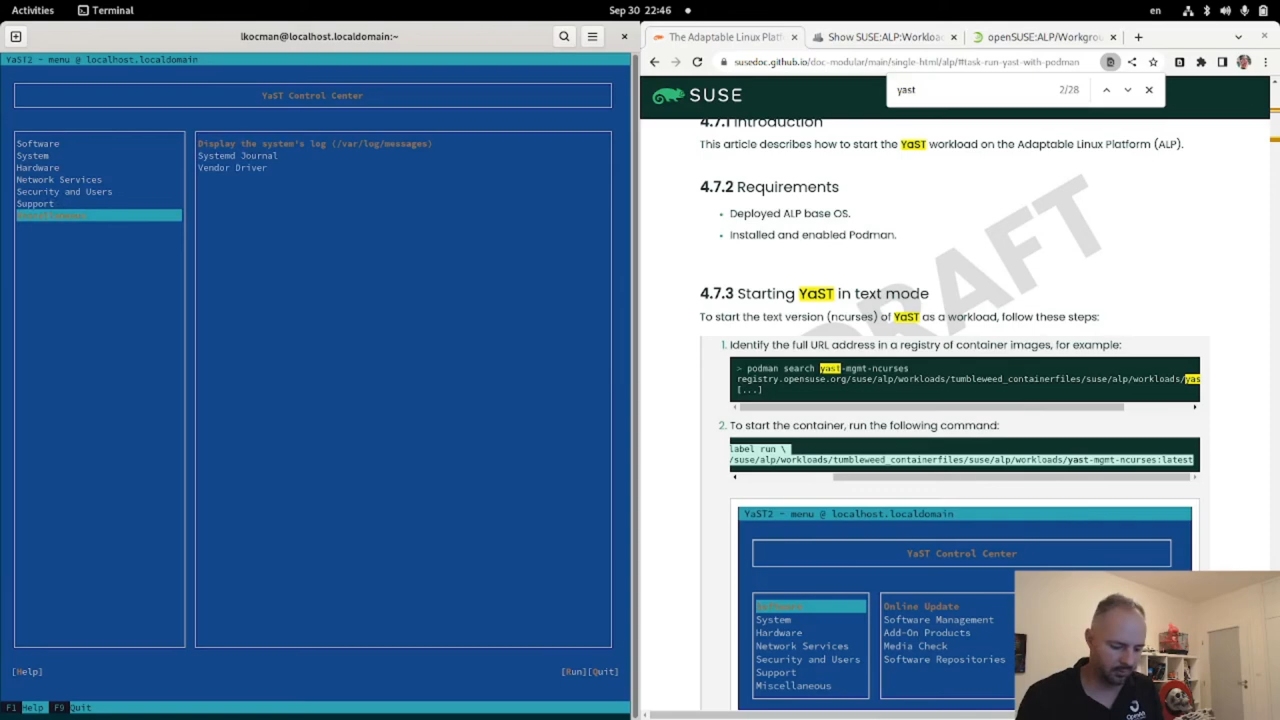 Activities
Terminal
Sep 30 22:46
en
lkocman@localhost.localdomain:~
YaST2 - menu @ localhost.localdomain
YaST Control Center
Software
System
Hardware
Network Services
Security and Users
Support
Display the system's log (/var/log/messages)
Systemd Journal
Vendor Driver
[Help]
[Run][Quit]
F1 Help F9 Quit
The Adaptable Linux Platf
Show SUSE:ALP:Workloa
openSUSE:ALP/Workgrou
susedoc.github.io/doc-modular/main/single-html/alp/#task-run-yast-with-podman
yast
2/28
SUSE
4.7.1 Introduction
This article describes how to start the YaST workload on the Adaptable Linux Platform (ALP).
4.7.2 Requirements
Deployed ALP base OS.
Installed and enabled Podman.
DRAFT
4.7.3 Starting YaST in text mode
To start the text version (ncurses) of YaST as a workload, follow these steps:
1. Identify the full URL address in a registry of container images, for example:
> podman search yast-mgmt-ncurses
registry.opensuse.org/suse/alp/workloads/tumbleweed_containerfiles/suse/alp/workloads/yas
[...]
2. To start the container, run the following command:
label run \
/suse/alp/workloads/tumbleweed_containerfiles/suse/alp/workloads/yast-mgmt-ncurses:latest
YaST2 - menu @ localhost.localdomain
YaST Control Center
Software
System
Hardware
Network Services
Security and Users
Support
Miscellaneous
Online Update
Software Management
Add-On Products
Media Check
Software Repositories